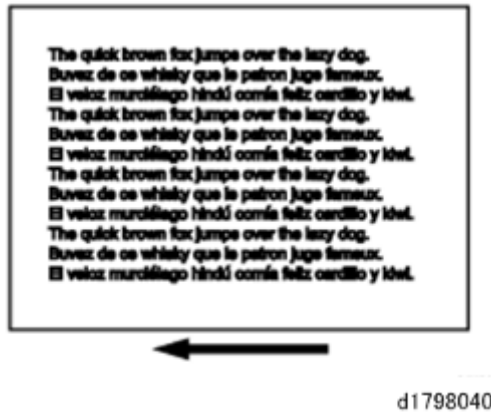 The quick brown fox jumps over the lazy dog.
Buvez de ce whisky que le patron juge fameux.
El veloz murciélago hindú comía feliz cardillo y kiwi.
The quick brown fox jumps over the lazy dog.
Buvez de ce whisky que le patron juge fameux.
El veloz murciélago hindú comía feliz cardillo y kiwi.
The quick brown fox jumps over the lazy dog.
Buvez de ce whisky que le patron juge fameux.
El veloz murciélago hindú comía feliz cardillo y kiwi.
The quick brown fox jumps over the lazy dog.
Buvez de ce whisky que le patron juge fameux.
El veloz murciélago hindú comía feliz cardillo y kiwi.
d1798040